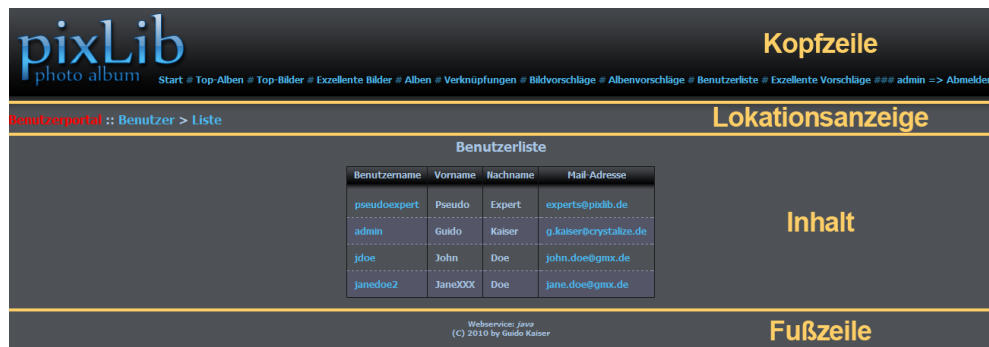 pixLib
photo album
Kopfzeile
Start # Top-Alben # Top-Bilder # Exzellente Bilder # Alben # Verknüpfungen # Bildvorschläge # Albenvorschläge # Benutzerliste # Exzellente Vorschläge ### admin => Abmelden
Benutzerportal :: Benutzer > Liste
Lokationsanzeige
Benutzerliste
Benutzername Vorname Nachname Mail-Adresse
pseudoexpert Pseudo Expert experts@pixlib.de
admin Guido Kaiser g.kaiser@crystalize.de
Inhalt
jdoe John Doe john.doe@gmx.de
janedoe2 JaneXXX Doe jane.doe@gmx.de
Webservice: java
(C) 2010 by Guido Kaiser
Fußzeile